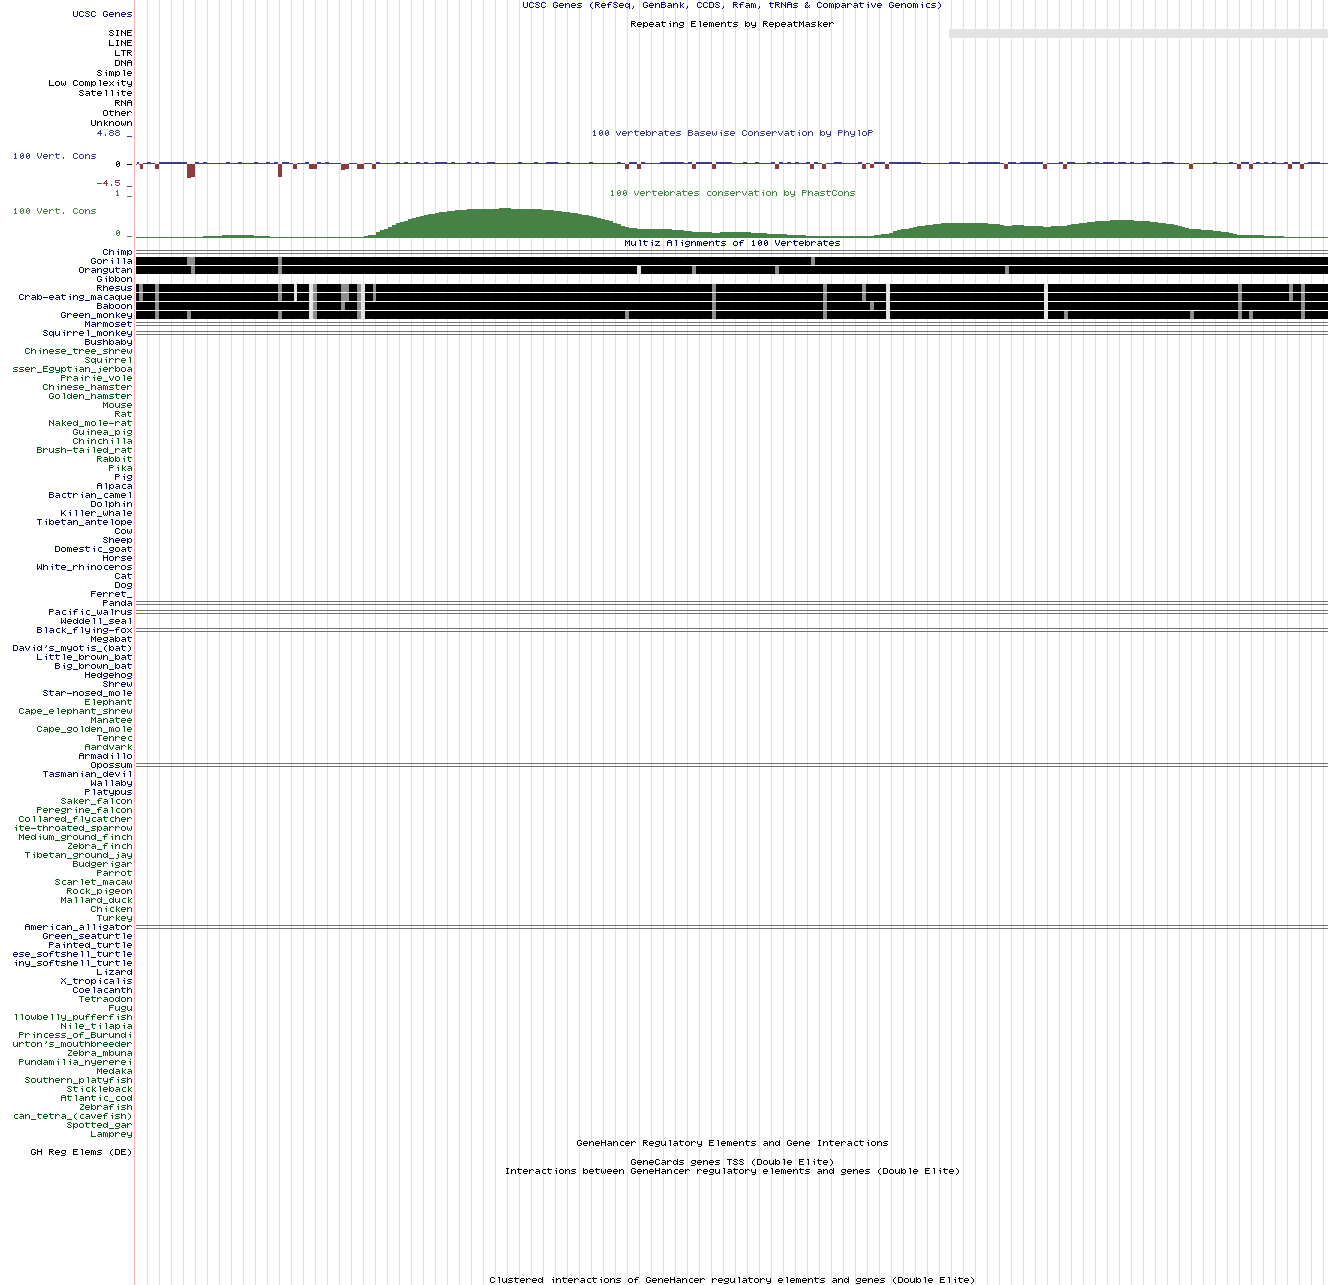 UCSC Genes (RefSeq, GenBank, CCDS, Rfam, tRNAs & Comparative Genomics)
UCSC Genes
Repeating Elements by RepeatMasker
SINE
LINE
LTR
DNA
Simple
Low Complexity
Satellite
RNA
Other
Unknown
4.88 _
100 vertebrates Basewise Conservation by PhyloP
100 Vert. Cons
0 -
-4.5 _
1 _
100 vertebrates conservation by PhastCons
100 Vert. Cons
0 _
Multiz Alignments of 100 Vertebrates
Chimp
Gorilla
Orangutan
Gibbon
Rhesus
Crab-eating_macaque
Baboon
Green_monkey
Marmoset
Squirrel_monkey
Bushbaby
Chinese_tree_shrew
Squirrel
sser_Egyptian_jerboa
Prairie_vole
Chinese_hamster
Golden_hamster
Mouse
Rat
Naked_mole-rat
Guinea_pig
Chinchilla
Brush-tailed_rat
Rabbit
Pika
Pig
Alpaca
Bactrian_camel
Dolphin
Killer_whale
Tibetan_antelope
Cow
Sheep
Domestic_goat
Horse
White_rhinoceros
Cat
Dog
Ferret_
Panda
Pacific_walrus
Weddell_seal
Black_flying-fox
Megabat
David's_myotis_(bat)
Little_brown_bat
Big_brown_bat
Hedgehog
Shrew
Star-nosed_mole
Elephant
Cape_elephant_shrew
Manatee
Cape_golden_mole
Tenrec
Aardvark
Armadillo
Opossum
Tasmanian_devil
Wallaby
Platypus
Saker_falcon
Peregrine_falcon
Collared_flycatcher
ite-throated_sparrow
Medium_ground_finch
Zebra_finch
Tibetan_ground_jay
Budgerigar
Parrot
Scarlet_macaw
Rock_pigeon
Mallard_duck
Chicken
Turkey
American_alligator
Green_seaturtle
Painted_turtle
ese_softshell_turtle
iny_softshell_turtle
Lizard
X_tropicalis
Coelacanth
Tetraodon
Fugu
llowbelly_pufferfish
Nile_tilapia
Princess_of_Burundi
urton's_mouthbreeder
Zebra_mbuna
Pundamilia_nyererei
Medaka
Southern_platyfish
Stickleback
Atlantic_cod
Zebrafish
can_tetra_(cavefish)
Spotted_gar
Lamprey
GeneHancer Regulatory Elements and Gene Interactions
GH Reg Elems (DE)
GeneCards genes TSS (Double Elite)
Interactions between GeneHancer regulatory elements and genes (Double Elite)
Clustered interactions of GeneHancer regulatory elements and genes (Double Elite)